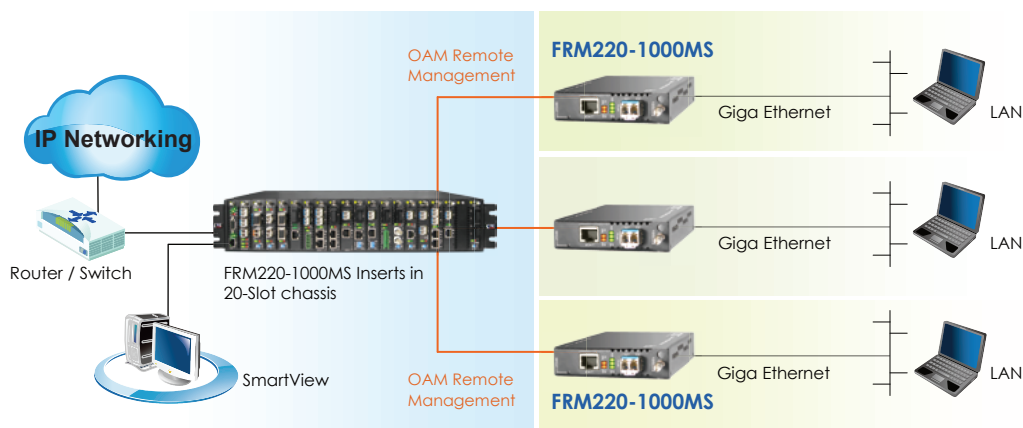 OAM Remote
Management
FRM220-1000MS
Giga Ethernet
LAN
IP Networking
Giga Ethernet
LAN
Router / Switch
FRM220-1000MS Inserts in
20-Slot chassis
SmartView
OAM Remote
Management
Giga Ethernet
LAN
FRM220-1000MS